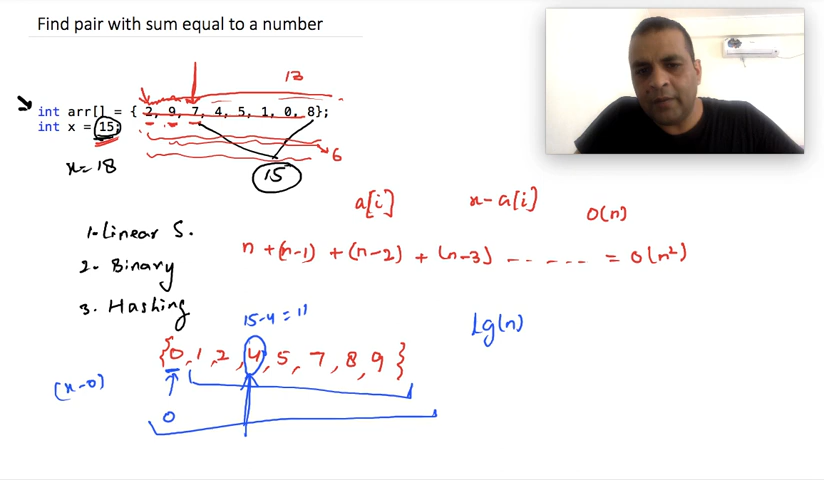 Find pair with sum equal to a number
13
int arr[] = { 2, 9, 7, 4, 5, 1, 0, 8};
int x = 15;
6
x = 18
15
a[i] x - a[i] O(n)
1- Linear S.
n + (n-1) + (n-2) + (n-3) ------ = O(n²)
2- Binary
3. Hashing
15-4 = 11
Lg(n)
{0, 1, 2, 4, 5, 7, 8, 9}
(x-0)
0